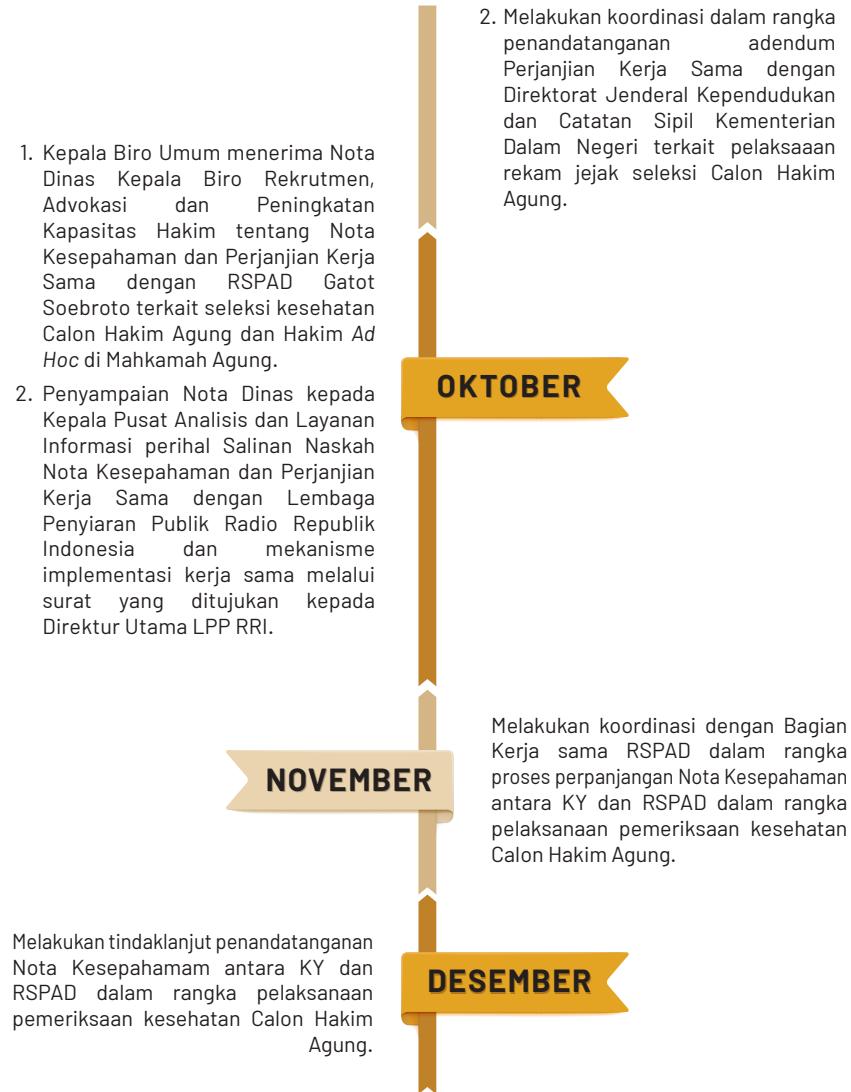 2. Melakukan koordinasi dalam rangka
penandatanganan adendum
Perjanjian Kerja Sama dengan
Direktorat Jenderal Kependudukan
dan Catatan Sipil Kementerian
Dalam Negeri terkait pelaksaaan
rekam jejak seleksi Calon Hakim
Agung.
1. Kepala Biro Umum menerima Nota
Dinas Kepala Biro Rekrutmen,
Advokasi dan Peningkatan
Kapasitas Hakim tentang Nota
Kesepahaman dan Perjanjian Kerja
Sama dengan RSPAD Gatot
Soebroto terkait seleksi kesehatan
Calon Hakim Agung dan Hakim Ad
Hoc di Mahkamah Agung.
2. Penyampaian Nota Dinas kepada
Kepala Pusat Analisis dan Layanan
Informasi perihal Salinan Naskah
Nota Kesepahaman dan Perjanjian
Kerja Sama dengan Lembaga
Penyiaran Publik Radio Republik
Indonesia dan mekanisme
implementasi kerja sama melalui
surat yang ditujukan kepada
Direktur Utama LPP RRI.
OKTOBER
NOVEMBER
Melakukan koordinasi dengan Bagian
Kerja sama RSPAD dalam rangka
proses perpanjangan Nota Kesepahaman
antara KY dan RSPAD dalam rangka
pelaksanaan pemeriksaan kesehatan
Calon Hakim Agung.
Melakukan tindaklanjut penandatanganan
Nota Kesepahamam antara KY dan
RSPAD dalam rangka pelaksanaan
pemeriksaan kesehatan Calon Hakim
Agung.
DESEMBER